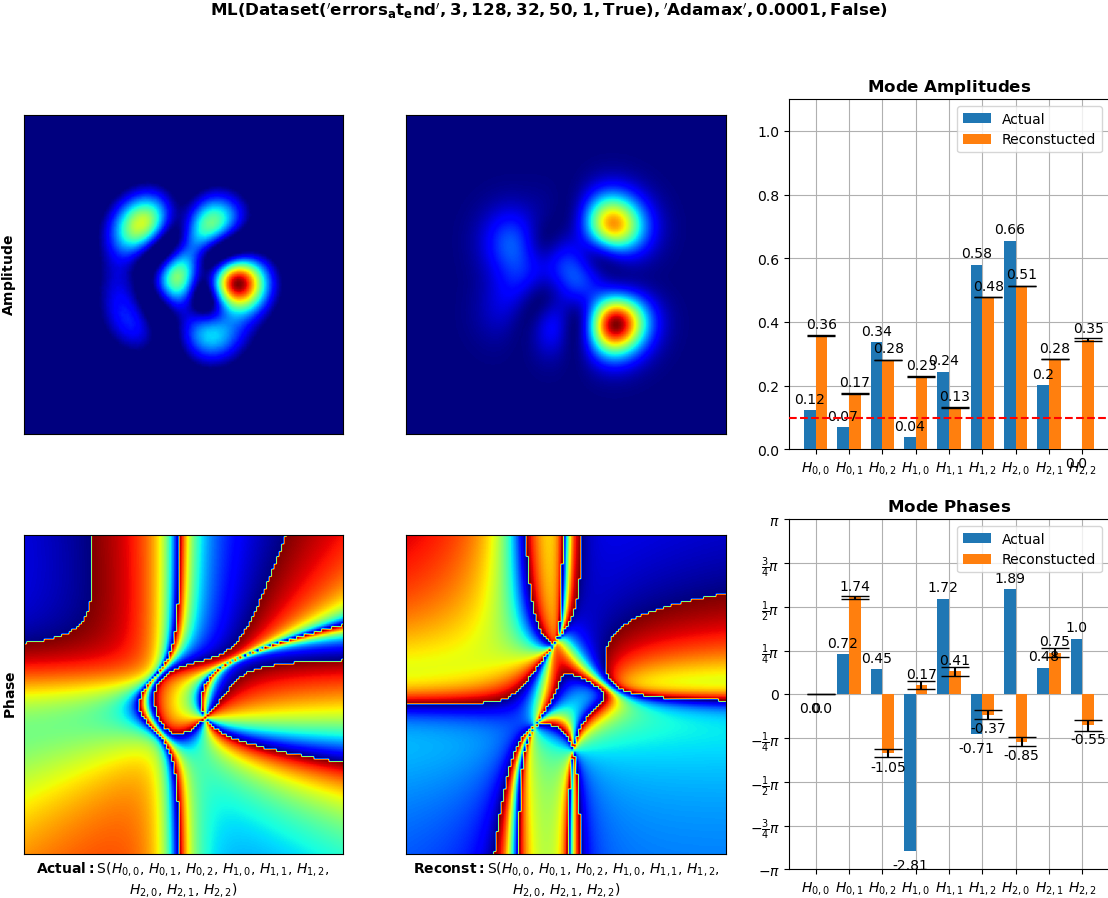 ML(Dataset('errorsₐtₑnd', 3, 128, 32, 50, 1, True), 'Adamax', 0.0001, False)
Mode Amplitudes
Amplitude
Actual
Reconstucted
1.0
0.8
0.6
0.4
0.2
0.0
0.12
0.36
0.07
0.17
0.34
0.28
0.04
0.23
0.24
0.13
0.58
0.48
0.66
0.51
0.2
0.28
0.0
0.35
H₀,₀ H₀,₁ H₀,₂ H₁,₀ H₁,₁ H₁,₂ H₂,₀ H₂,₁ H₂,₂
Mode Phases
Phase
Actual
Reconstucted
π
3/4π
1/2π
1/4π
0
−1/4π
−1/2π
−3/4π
−π
0.0
0.0
0.72
1.74
0.45
-1.05
-2.81
0.17
1.72
0.41
-0.71
-0.37
1.89
-0.85
0.48
0.75
1.0
-0.55
H₀,₀ H₀,₁ H₀,₂ H₁,₀ H₁,₁ H₁,₂ H₂,₀ H₂,₁ H₂,₂
Actual: S(H₀,₀, H₀,₁, H₀,₂, H₁,₀, H₁,₁, H₁,₂,
H₂,₀, H₂,₁, H₂,₂)
Reconst: S(H₀,₀, H₀,₁, H₀,₂, H₁,₀, H₁,₁, H₁,₂,
H₂,₀, H₂,₁, H₂,₂)